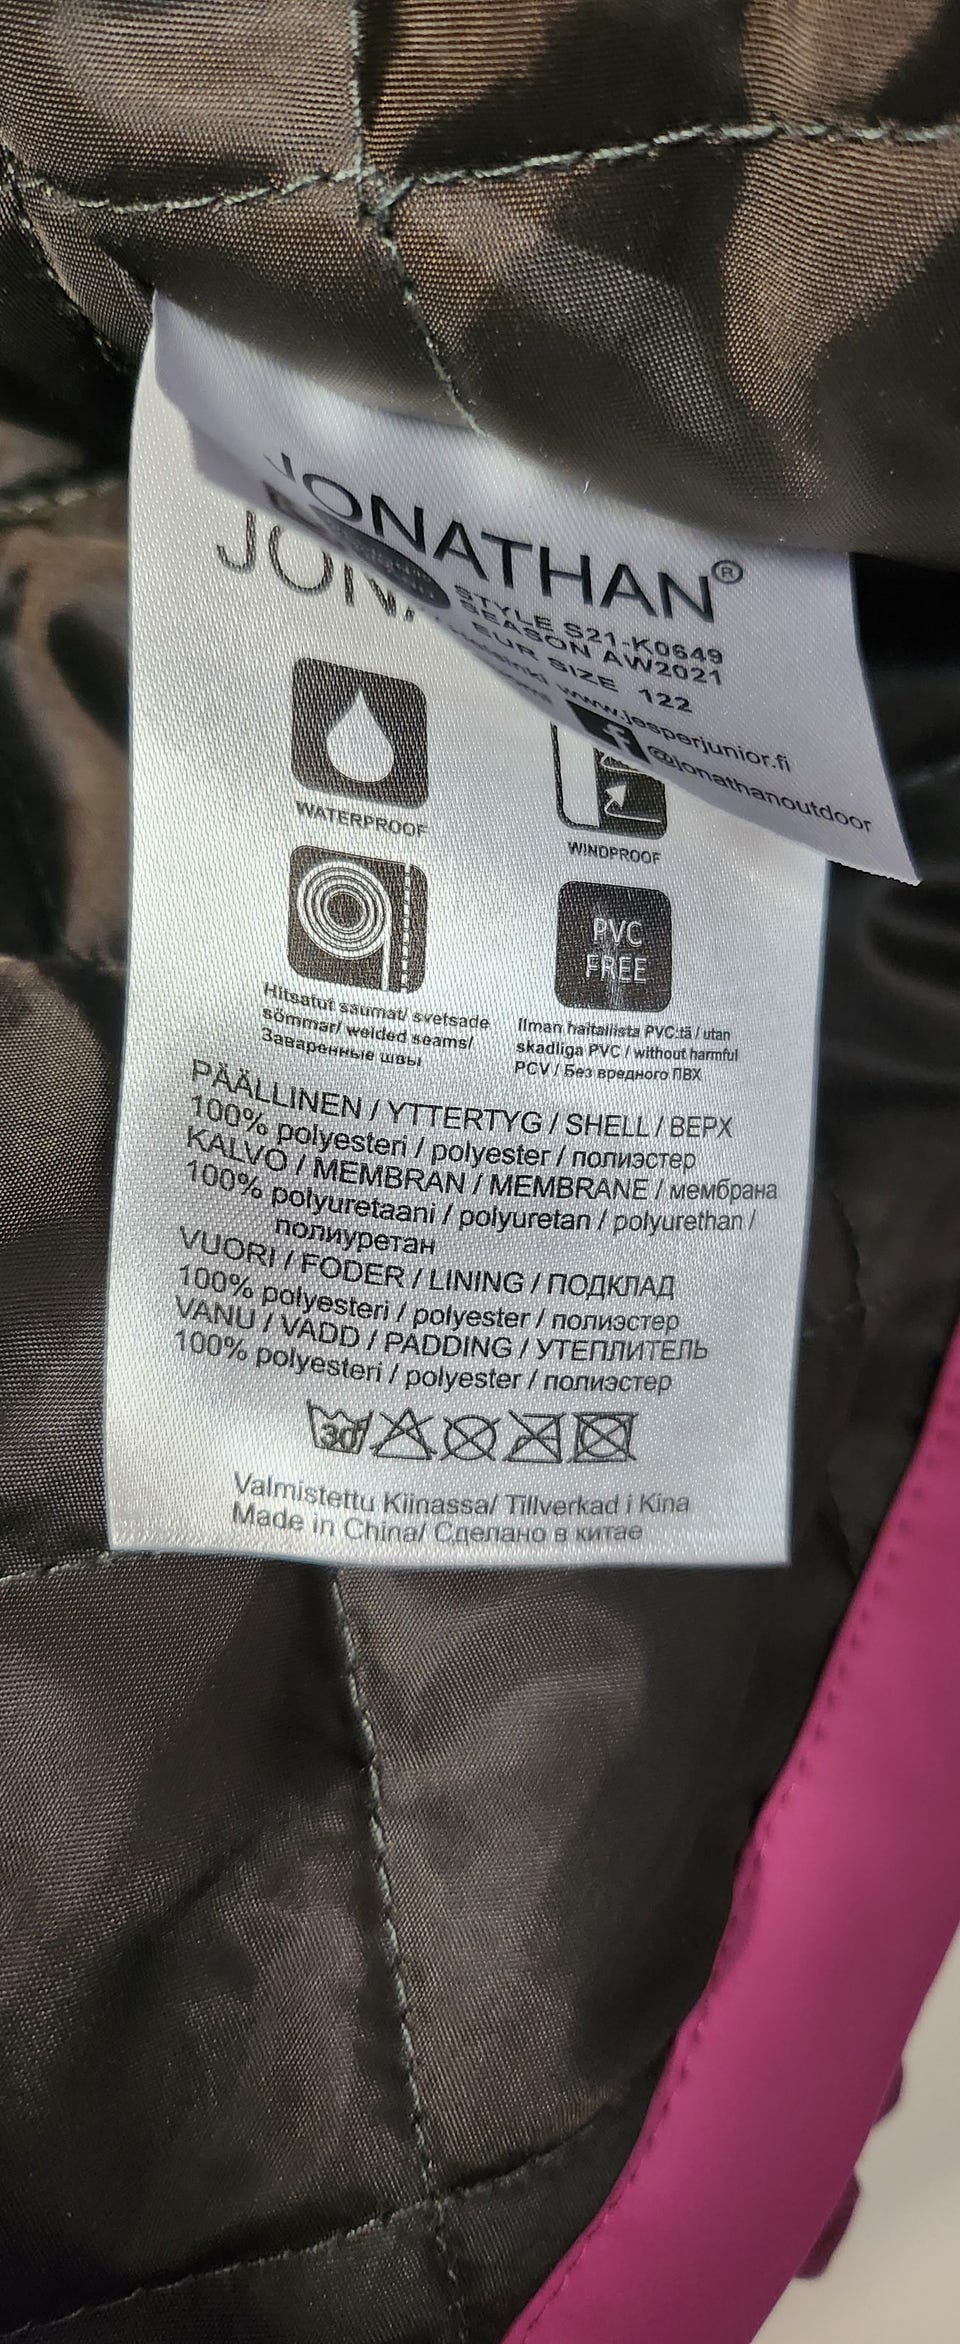 JONATHAN®
STYLE S21-K0649
SEASON AW2021
EUR SIZE 122
www.jesperjunior.fi
@jonathanoutdoor
WATERPROOF
WINDPROOF
PVC
FREE
Hitsatut saumat/ svetsade
sömmar/ welded seams/
Заваренные швы
Ilman haitallista PVC:tä / utan
skadliga PVC / without harmful
PCV / Без вредного ПВХ
PÄÄLLINEN / YTTERTYG / SHELL / ВЕРХ
100% polyesteri / polyester / полиэстер
KALVO / MEMBRAN / MEMBRANE / мембрана
100% polyuretaani / polyuretan / polyurethan /
полиуретан
VUORI / FODER / LINING / ПОДКЛАД
100% polyesteri / polyester / полиэстер
VANU / VADD / PADDING / УТЕПЛИТЕЛЬ
100% polyesteri / polyester / полиэстер
30
Valmistettu Kiinassa/ Tillverkad i Kina
Made in China/ Сделано в китае